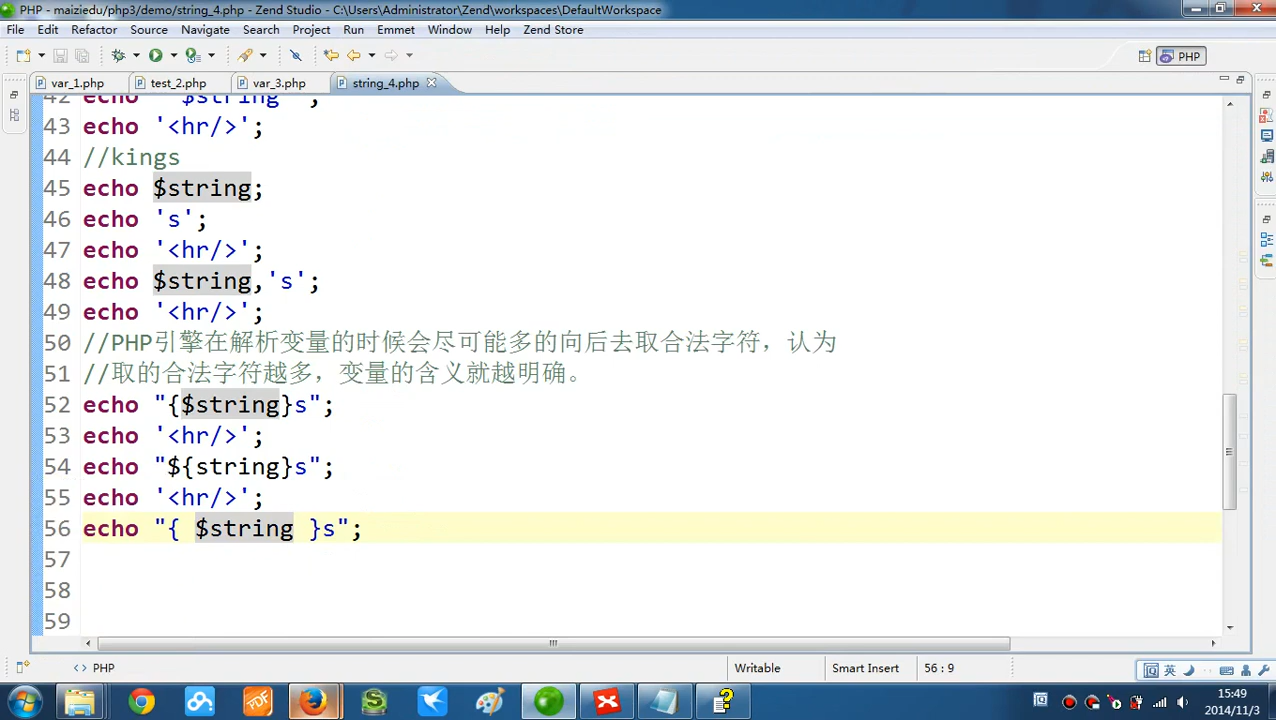 PHP - maiziedu/php3/demo/string_4.php - Zend Studio - C:\Users\Administrator\Zend\workspaces\DefaultWorkspace
File Edit Refactor Source Navigate Search Project Run Emmet Window Help Zend Store
PHP
var_1.php test_2.php var_3.php string_4.php
42 echo " $string ";
43 echo '<hr/>';
44 //kings
45 echo $string;
46 echo 's';
47 echo '<hr/>';
48 echo $string,'s';
49 echo '<hr/>';
50 //PHP引擎在解析变量的时候会尽可能多的向后去取合法字符，认为
51 //取的合法字符越多，变量的含义就越明确。
52 echo "{$string}s";
53 echo '<hr/>';
54 echo "${string}s";
55 echo '<hr/>';
56 echo "{ $string }s";
57
58
59
<> PHP Writable Smart Insert 56 : 9
英
PDF
15:49
2014/11/3